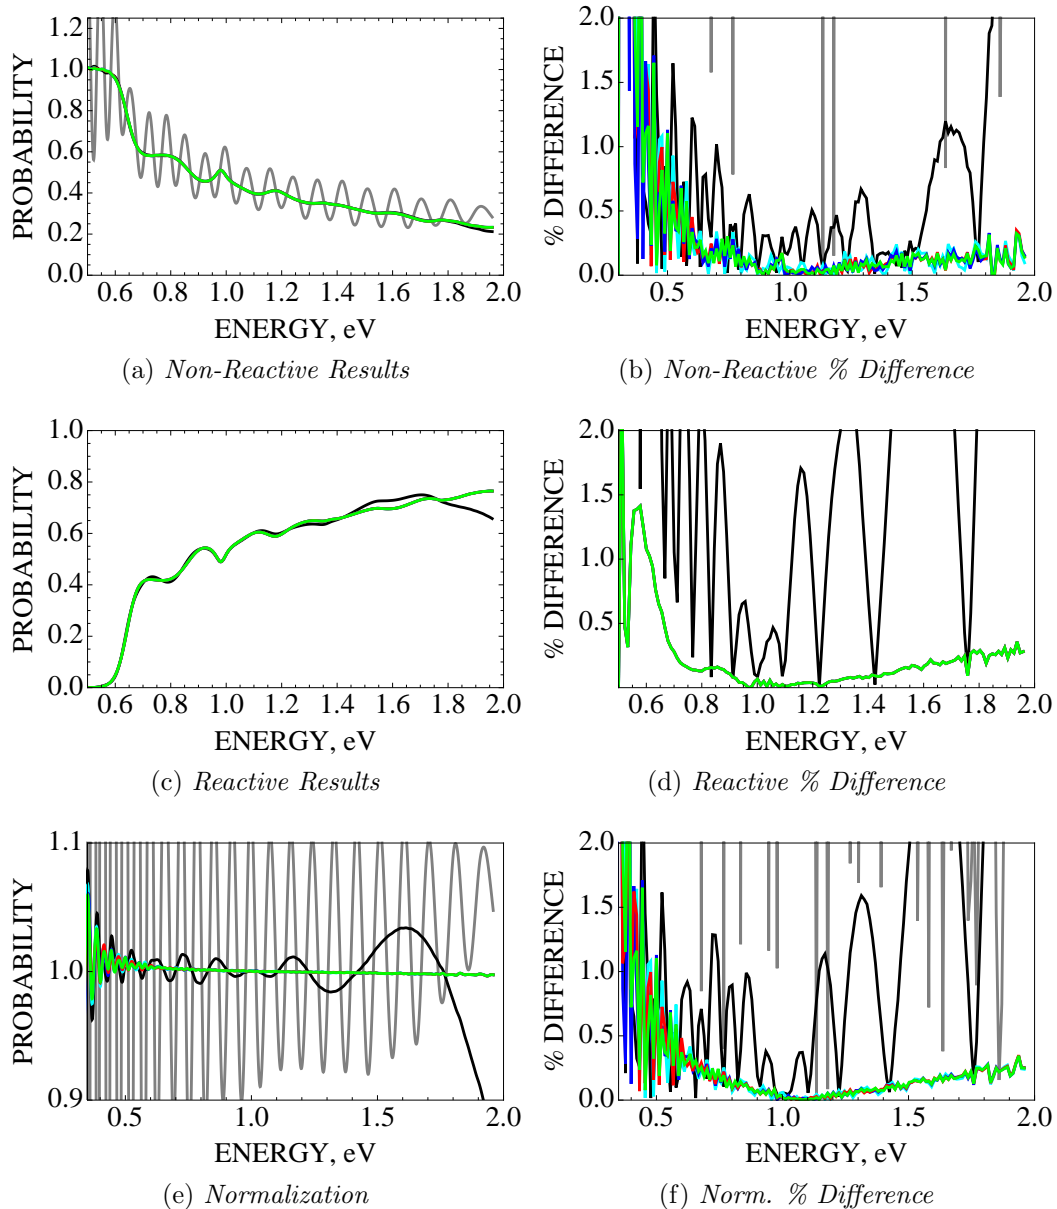 PROBABILITY
1.2
1.0
0.8
0.6
0.4
0.2
0.0
0.6 0.8 1.0 1.2 1.4 1.6 1.8 2.0
ENERGY, eV
(a) Non-Reactive Results
% DIFFERENCE
2.0
1.5
1.0
0.5
0.0
0.5 1.0 1.5 2.0
ENERGY, eV
(b) Non-Reactive % Difference
PROBABILITY
1.0
0.8
0.6
0.4
0.2
0.0
0.6 0.8 1.0 1.2 1.4 1.6 1.8 2.0
ENERGY, eV
(c) Reactive Results
% DIFFERENCE
2.0
1.5
1.0
0.5
0.6 0.8 1.0 1.2 1.4 1.6 1.8 2.0
ENERGY, eV
(d) Reactive % Difference
PROBABILITY
1.1
1.0
0.9
0.5 1.0 1.5 2.0
ENERGY, eV
(e) Normalization
% DIFFERENCE
2.0
1.5
1.0
0.5
0.0
0.5 1.0 1.5 2.0
ENERGY, eV
(f) Norm. % Difference